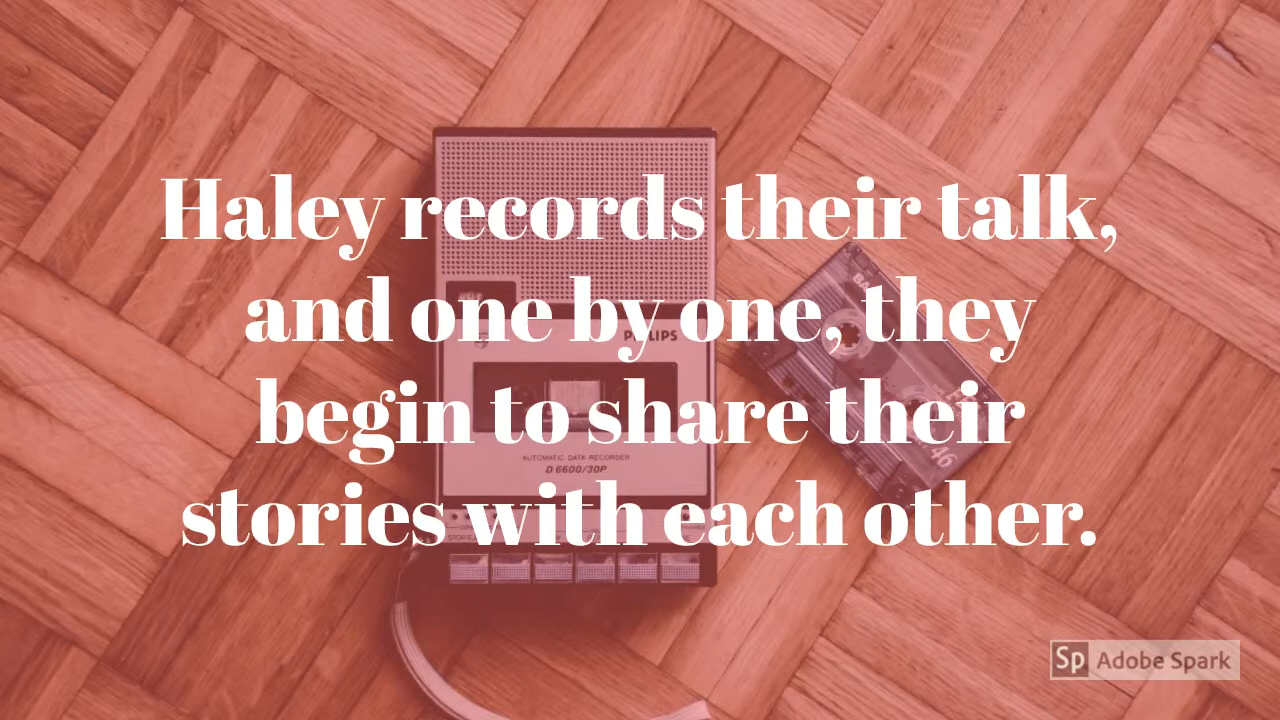 Haley records their talk,
and one by one, they
begin to share their
stories with each other.
PHILIPS
AUTOMATIC DATA RECORDER
D 6600/30P
46
Sp Adobe Spark